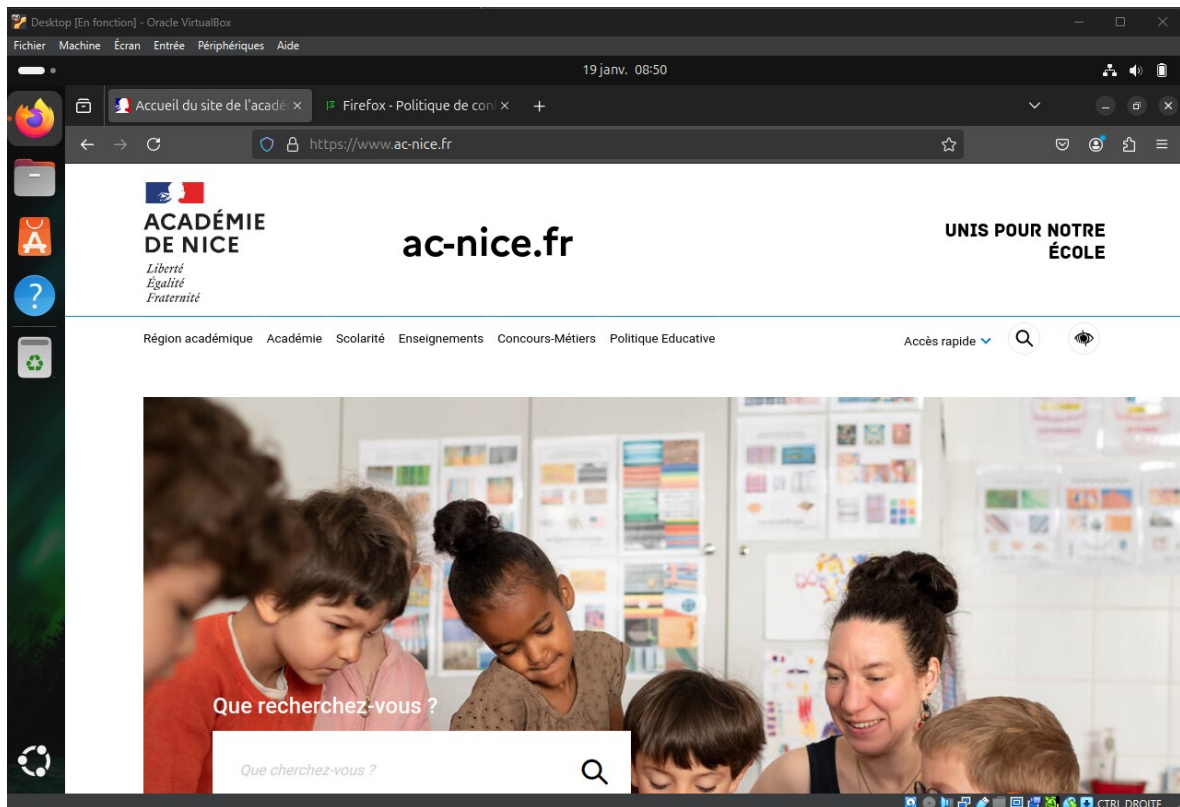 Desktop [En fonction] - Oracle VirtualBox
Fichier Machine Écran Entrée Périphériques Aide
19 janv. 08:50
Accueil du site de l'acadé
Firefox - Politique de conf
https://www.ac-nice.fr
ACADÉMIE
DE NICE
Liberté
Égalité
Fraternité
ac-nice.fr
UNIS POUR NOTRE
ÉCOLE
Région académique Académie Scolarité Enseignements Concours-Métiers Politique Educative
Accès rapide
Que recherchez-vous ?
Que cherchez-vous ?
CTRL DROITE